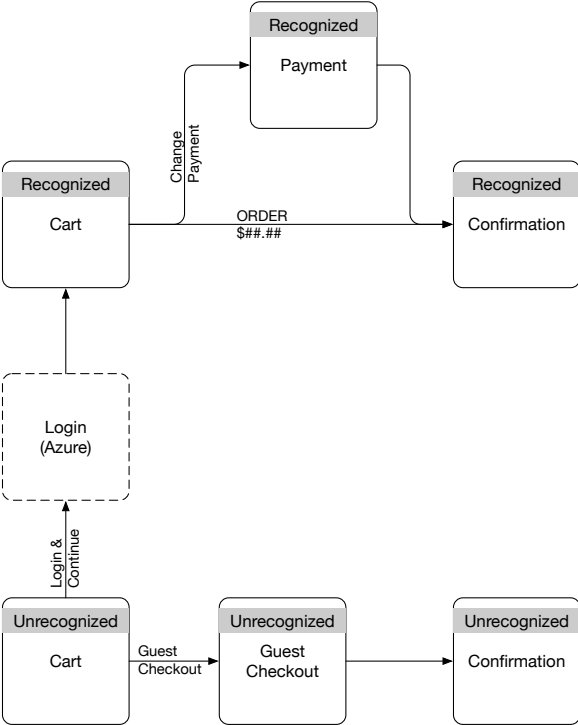 Recognized
Payment
Change
Payment
Recognized
Cart
ORDER
$##.##
Recognized
Confirmation
Login
(Azure)
Login &
Continue
Unrecognized
Cart
Guest
Checkout
Unrecognized
Guest
Checkout
Unrecognized
Confirmation